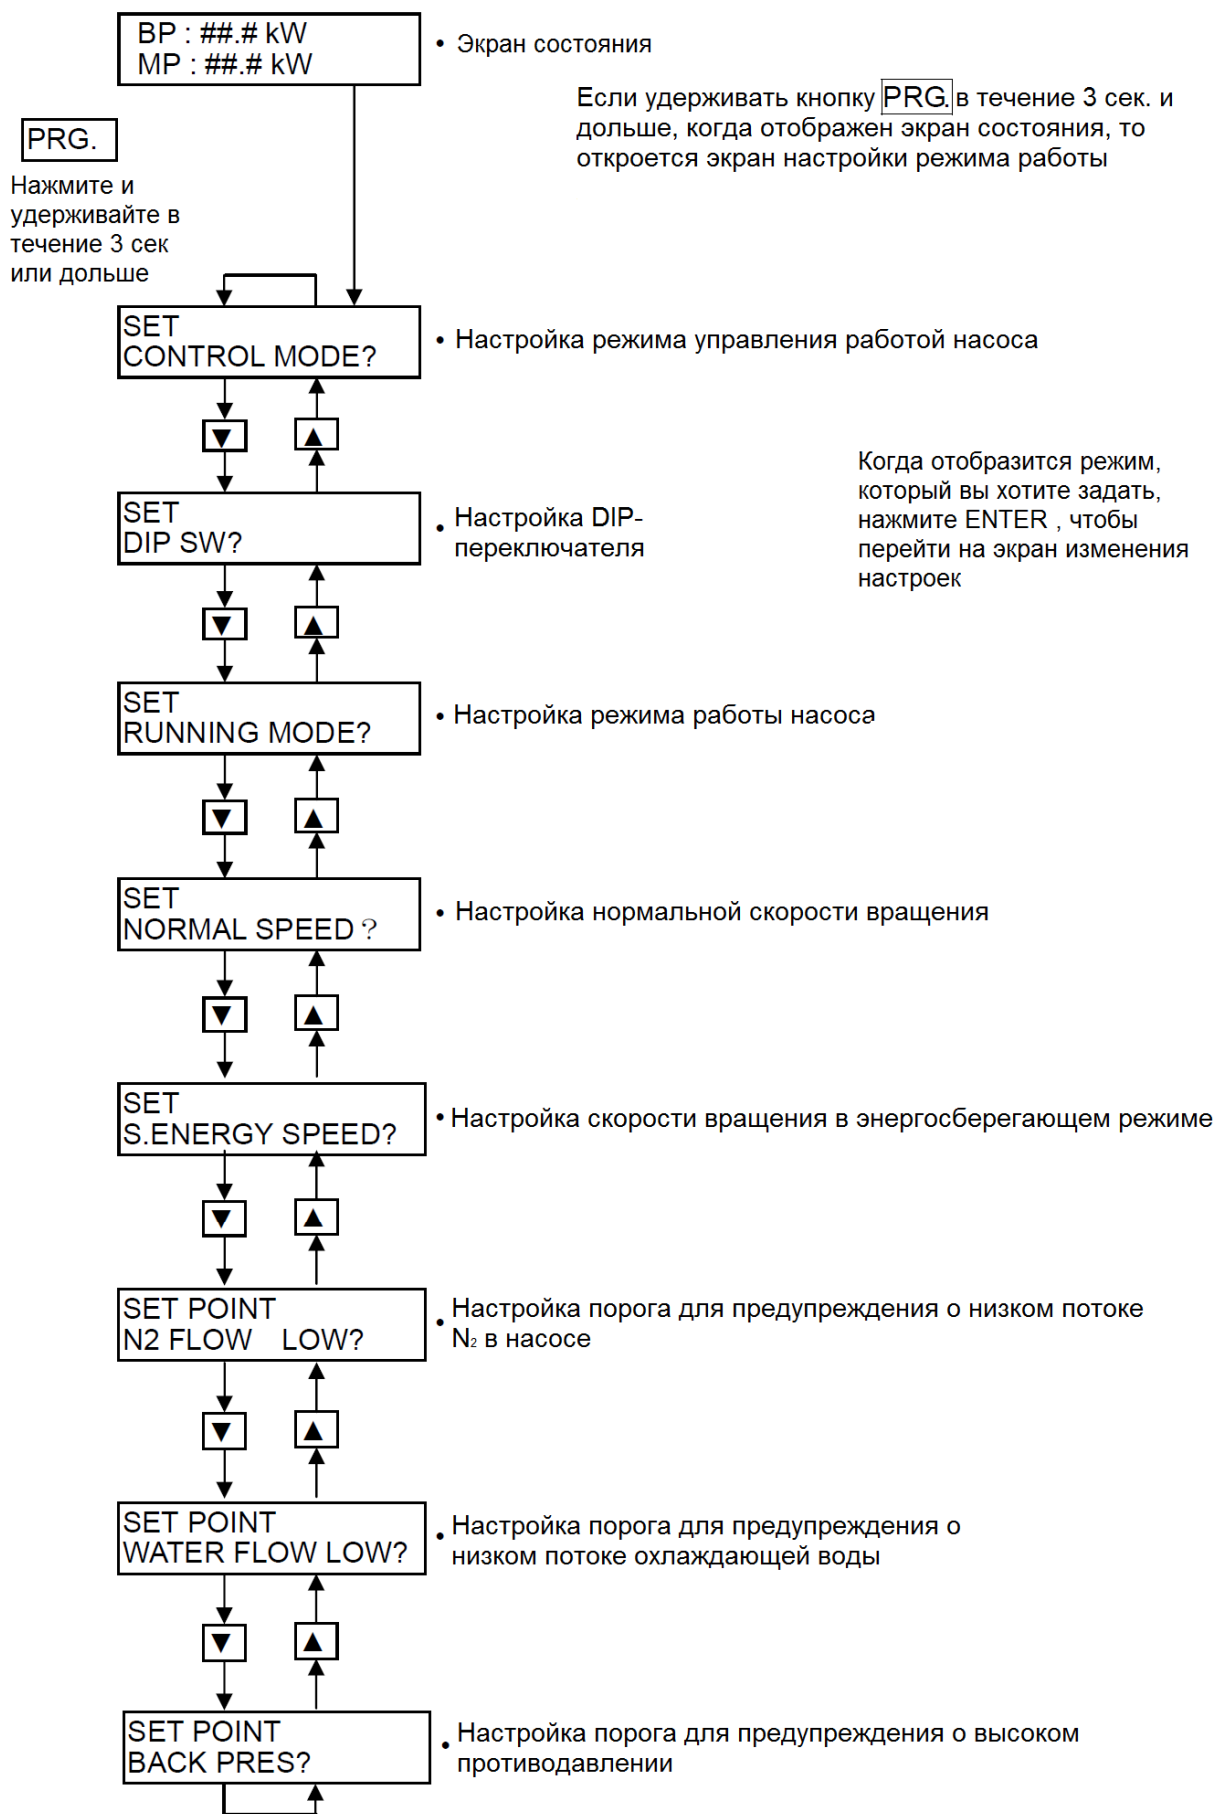 BP : ##.# kW
MP : ##.# kW
• Экран состояния
Если удерживать кнопку PRG. в течение 3 сек. и
дольше, когда отображен экран состояния, то
откроется экран настройки режима работы
PRG.
Нажмите и
удерживайте в
течение 3 сек
или дольше
SET
CONTROL MODE?
• Настройка режима управления работой насоса
▼ ▲
Когда отобразится режим,
который вы хотите задать,
нажмите ENTER , чтобы
перейти на экран изменения
настроек
SET
DIP SW?
• Настройка DIP-
переключателя
▼ ▲
SET
RUNNING MODE?
• Настройка режима работы насоса
▼ ▲
SET
NORMAL SPEED ?
• Настройка нормальной скорости вращения
▼ ▲
SET
S.ENERGY SPEED?
• Настройка скорости вращения в энергосберегающем режиме
▼ ▲
SET POINT
N2 FLOW LOW?
• Настройка порога для предупреждения о низком потоке
N₂ в насосе
▼ ▲
SET POINT
WATER FLOW LOW?
• Настройка порога для предупреждения о
низком потоке охлаждающей воды
▼ ▲
SET POINT
BACK PRES?
• Настройка порога для предупреждения о высоком
противодавлении